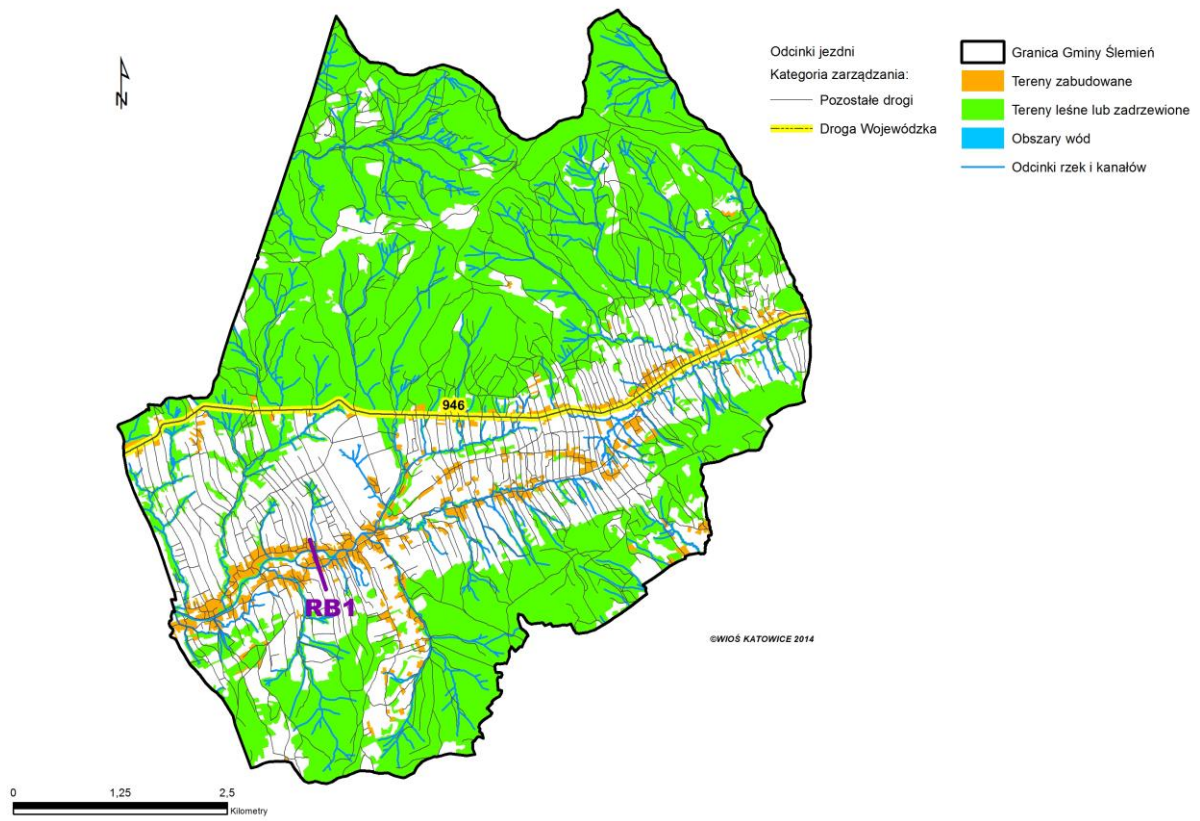 N
Odcinki jezdni
Kategoria zarządzania:
Pozostałe drogi
Droga Wojewódzka
Granica Gminy Ślemień
Tereny zabudowane
Tereny leśne lub zadrzewione
Obszary wód
Odcinki rzek i kanałów
946
RB1
©WIOŚ KATOWICE 2014
0 1,25 2,5
Kilometry